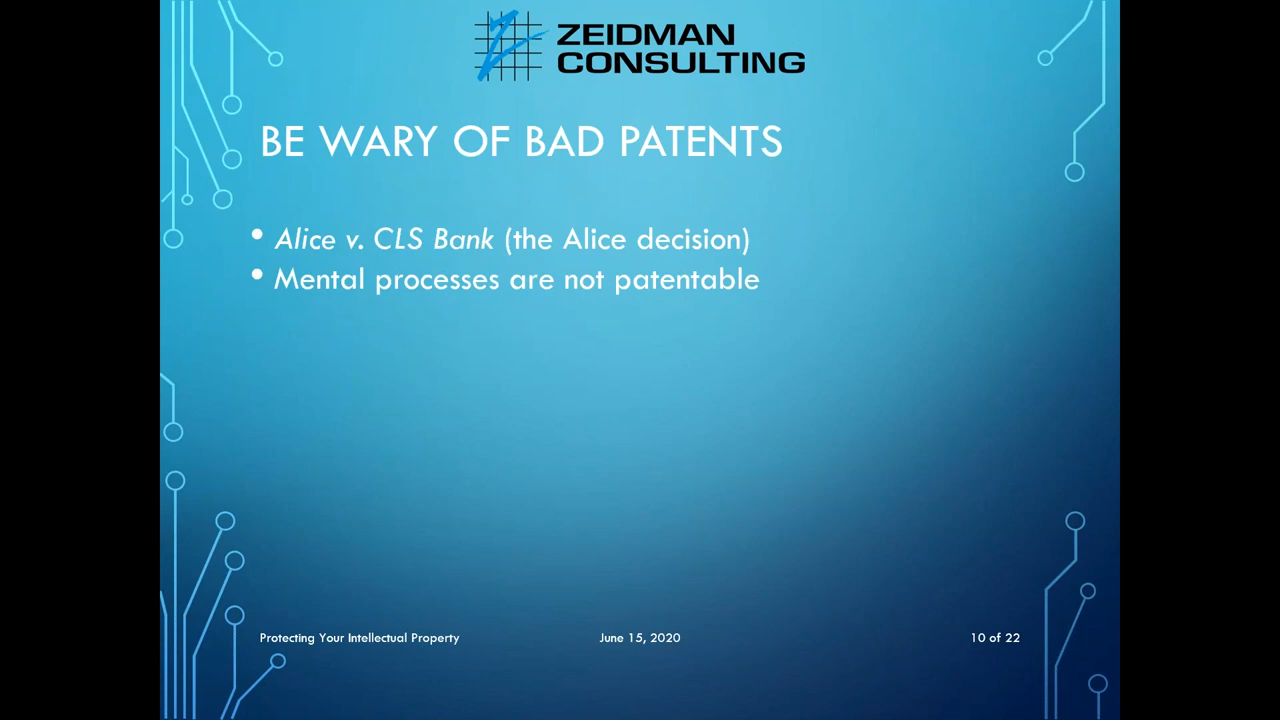 ZEIDMAN
CONSULTING
BE WARY OF BAD PATENTS
• Alice v. CLS Bank (the Alice decision)
• Mental processes are not patentable
Protecting Your Intellectual Property June 15, 2020 10 of 22